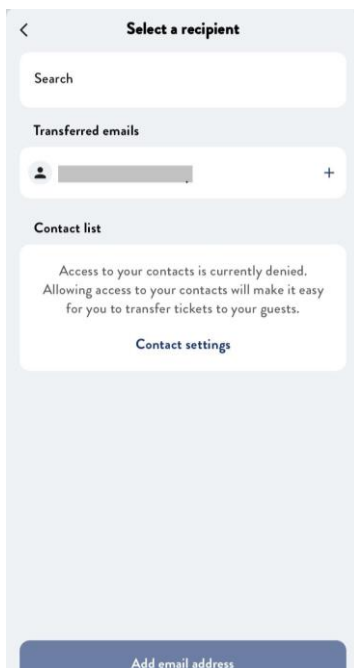 Select a recipient
Search
Transferred emails
Contact list
Access to your contacts is currently denied.
Allowing access to your contacts will make it easy
for you to transfer tickets to your guests.
Contact settings
Add email address